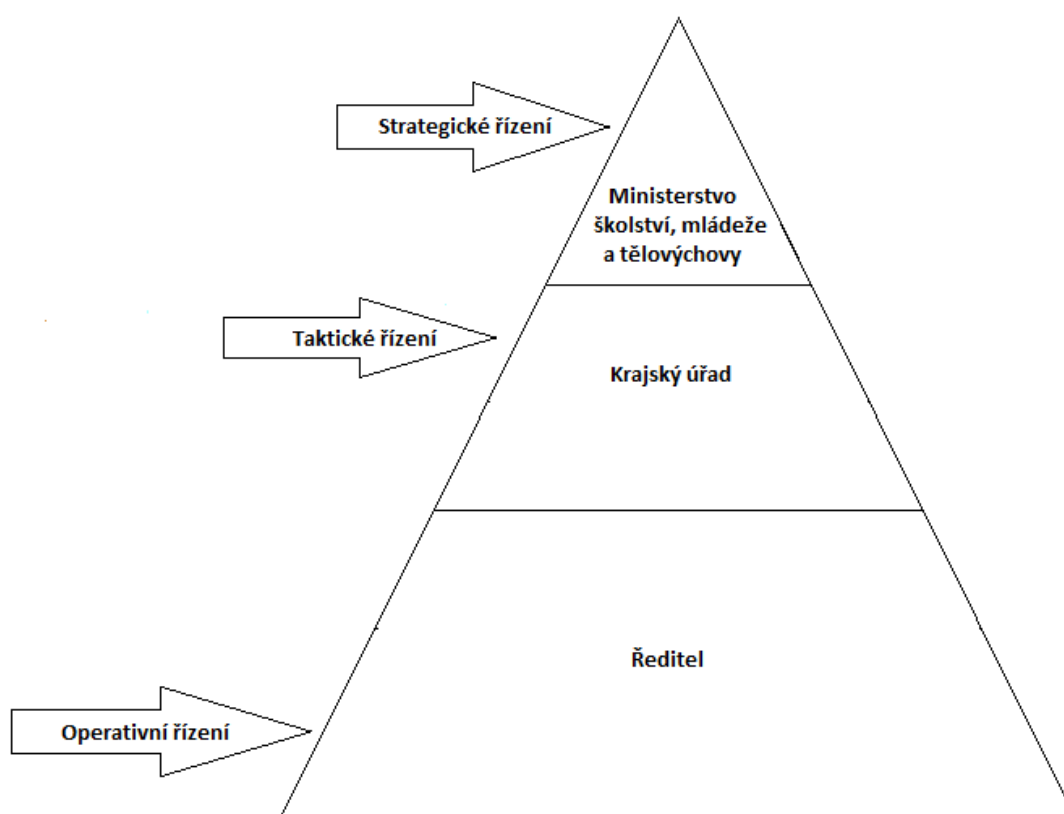 Strategické řízení
Ministerstvo
školství, mládeže
a tělovýchovy
Taktické řízení
Krajský úřad
Ředitel
Operativní řízení